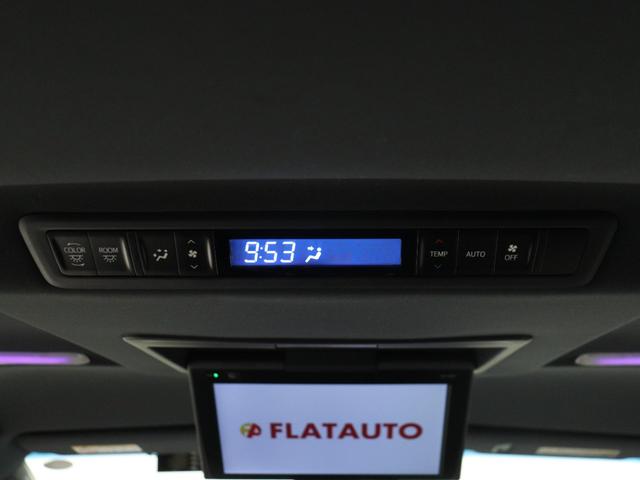 COLOR ROOM 9:53 TEMP AUTO OFF
FLATAUTO